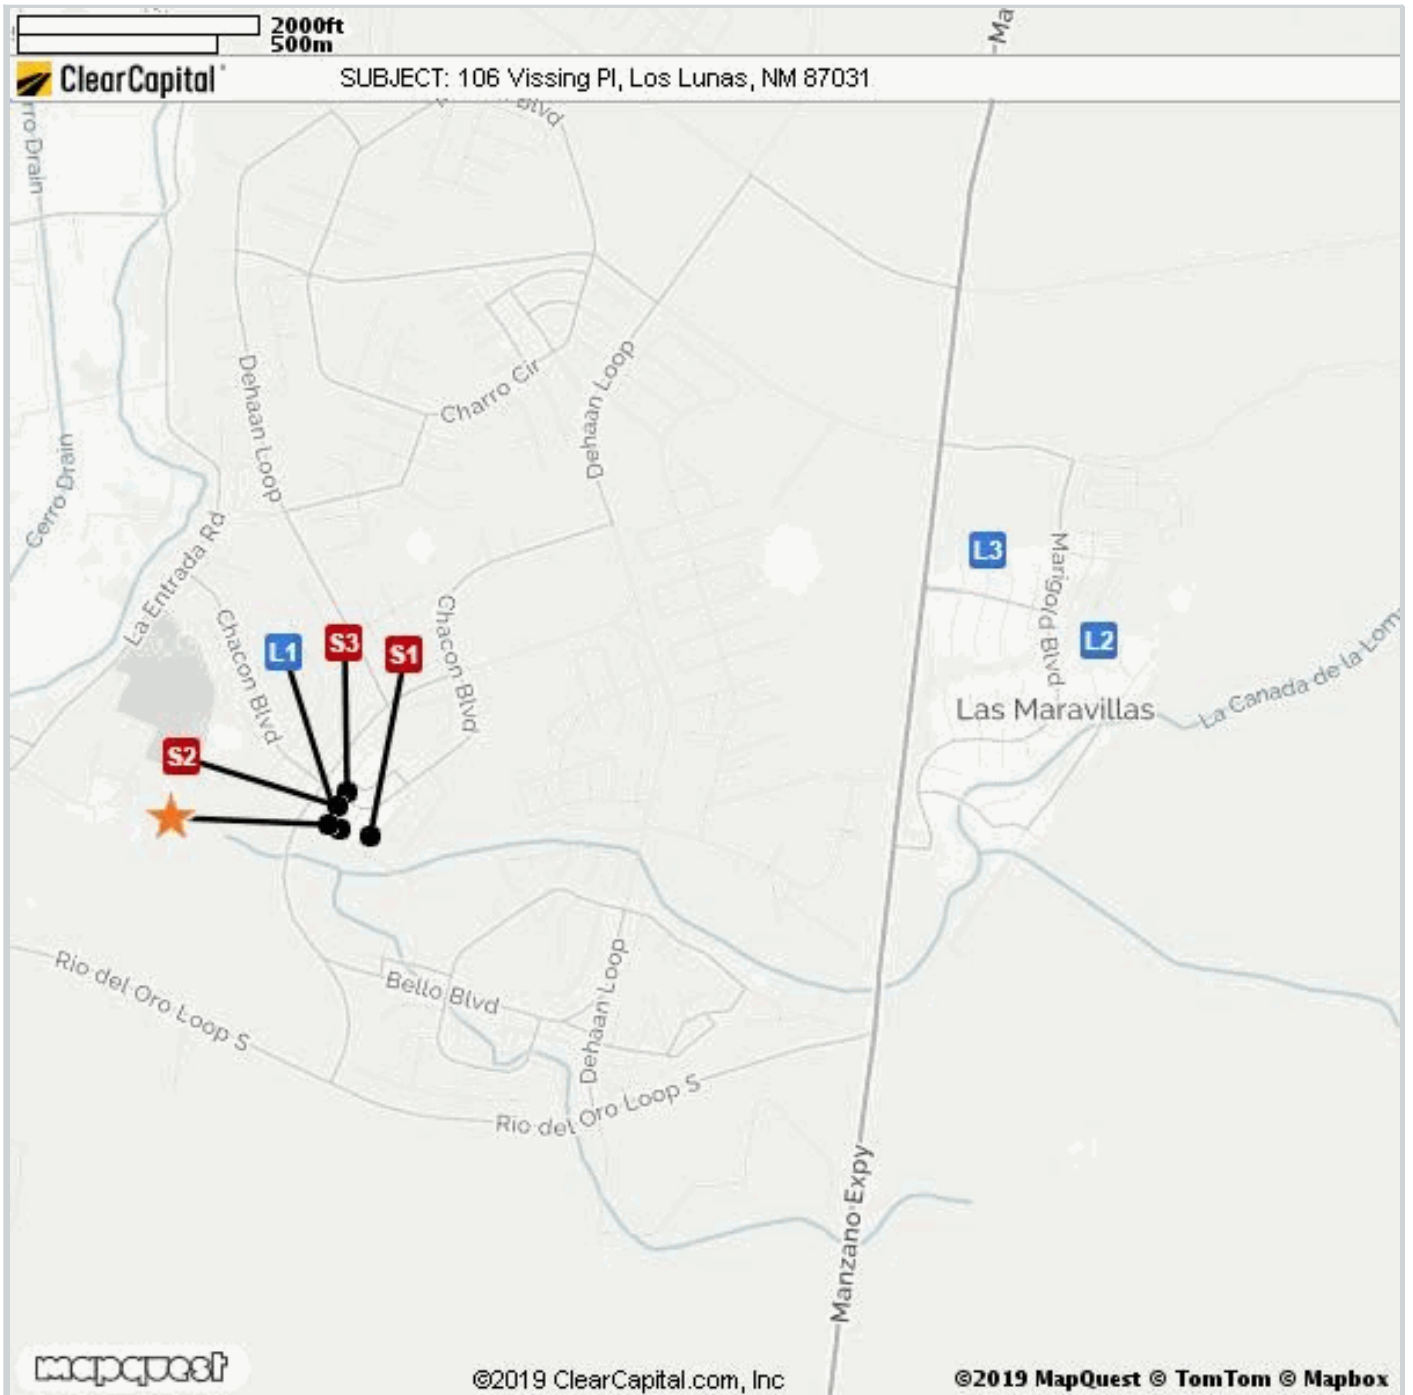 2000ft
500m
ClearCapital
SUBJECT: 106 Vissing Pl, Los Lunas, NM 87031
Ma
rro Drain
Blvd
Dehaan Loop
Charro Cir
Dehaan Loop
Cerro Drain
La Entrada Rd
L3
Marigold Blvd
Chacon Blvd
Chacon Blvd
L1
S3
S1
L2
La Canada de la Lom
Las Maravillas
S2
Rio del Oro Loop S
Bello Blvd
Dehaan Loop
Rio del Oro Loop S
Manzano Expy
mapquest
©2019 ClearCapital.com, Inc
©2019 MapQuest © TomTom © Mapbox